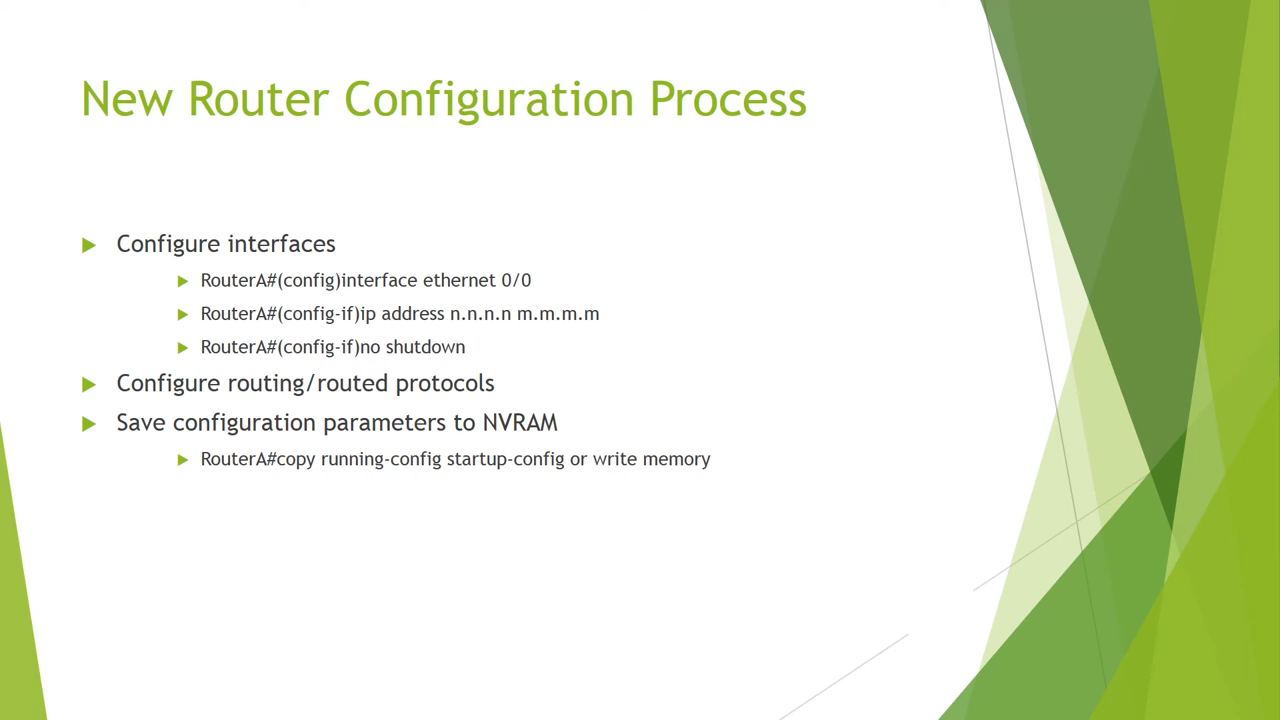 New Router Configuration Process
Configure interfaces
RouterA#(config)interface ethernet 0/0
RouterA#(config-if)ip address n.n.n.n m.m.m.m
RouterA#(config-if)no shutdown
Configure routing/routed protocols
Save configuration parameters to NVRAM
RouterA#copy running-config startup-config or write memory